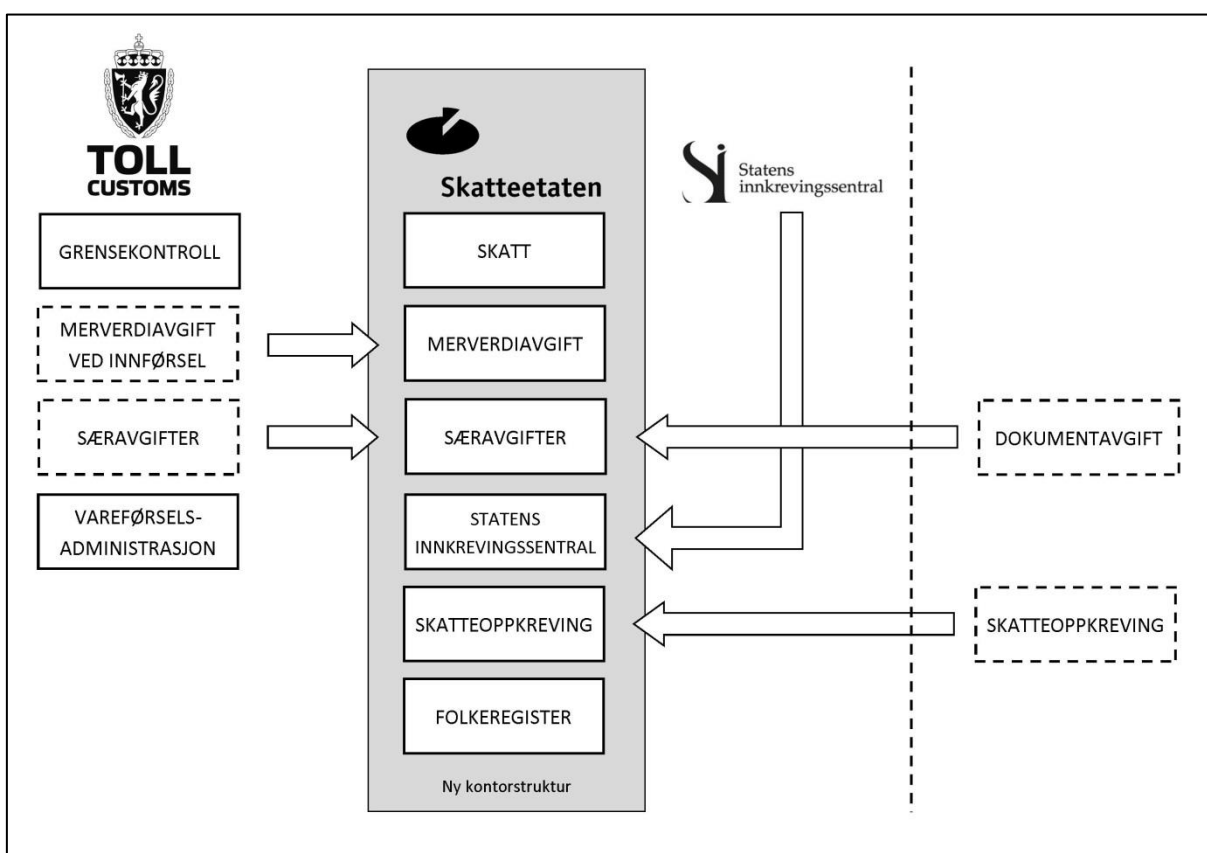 TOLL
CUSTOMS
GRENSEKONTROLL
MERVERDIAVGIFT
VED INNFØRSEL
SÆRAVGIFTER
VAREFØRSELS-
ADMINISTRASJON
Skatteetaten
SKATT
MERVERDIAVGIFT
SÆRAVGIFTER
STATENS
INNKREVINGSSENTRAL
SKATTEOPPKREVING
FOLKEREGISTER
Ny kontorstruktur
Si
Statens
innkrevingssentral
DOKUMENTAVGIFT
SKATTEOPPKREVING